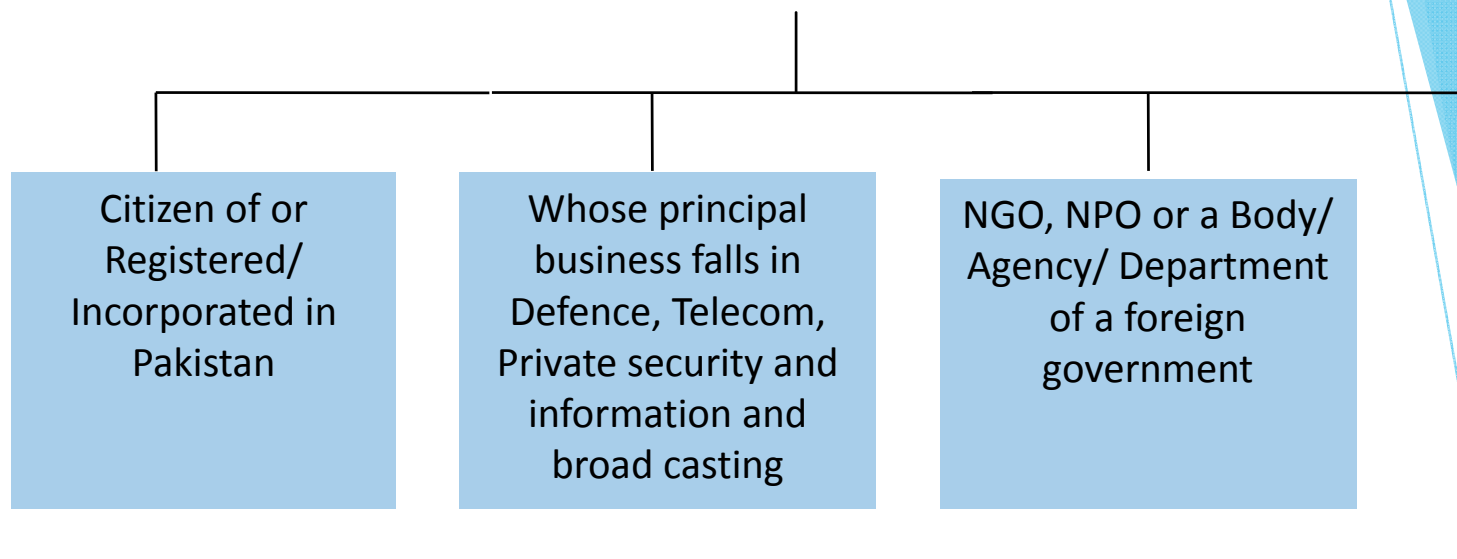 Citizen of or
Registered/
Incorporated in
Pakistan
Whose principal
business falls in
Defence, Telecom,
Private security and
information and
broad casting
NGO, NPO or a Body/
Agency/ Department
of a foreign
government